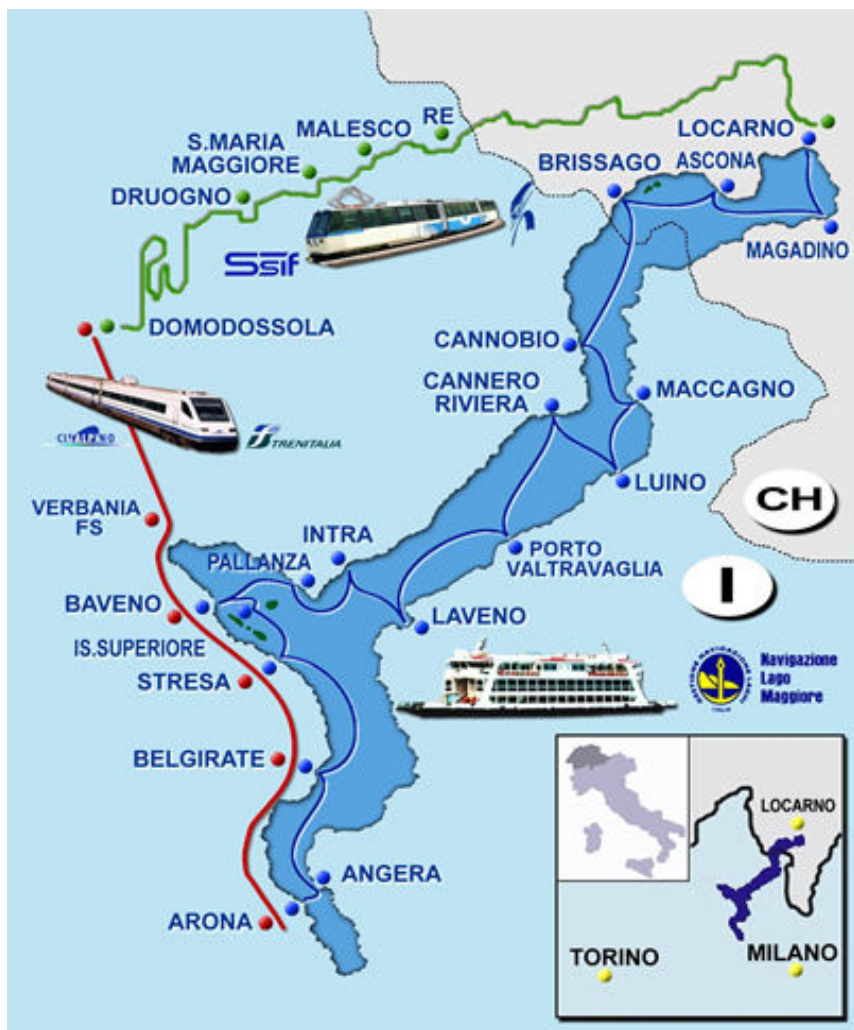 RE
MALESCO
S.MARIA
MAGGIORE
LOCARNO
ASCONA
BRISSAGO
DRUOGNO
MAGADINO
Ssif
DOMODOSSOLA
CANNOBIO
CANNERO
RIVIERA
MACCAGNO
CISALPINO
TRENITALIA
LUINO
CH
VERBANIA
FS
INTRA
PALLANZA
PORTO
VALTRAVAGLIA
I
BAVENO
LAVENO
IS.SUPERIORE
STRESA
Navigazione
Lago
Maggiore
BELGIRATE
LOCARNO
ANGERA
ARONA
TORINO
MILANO